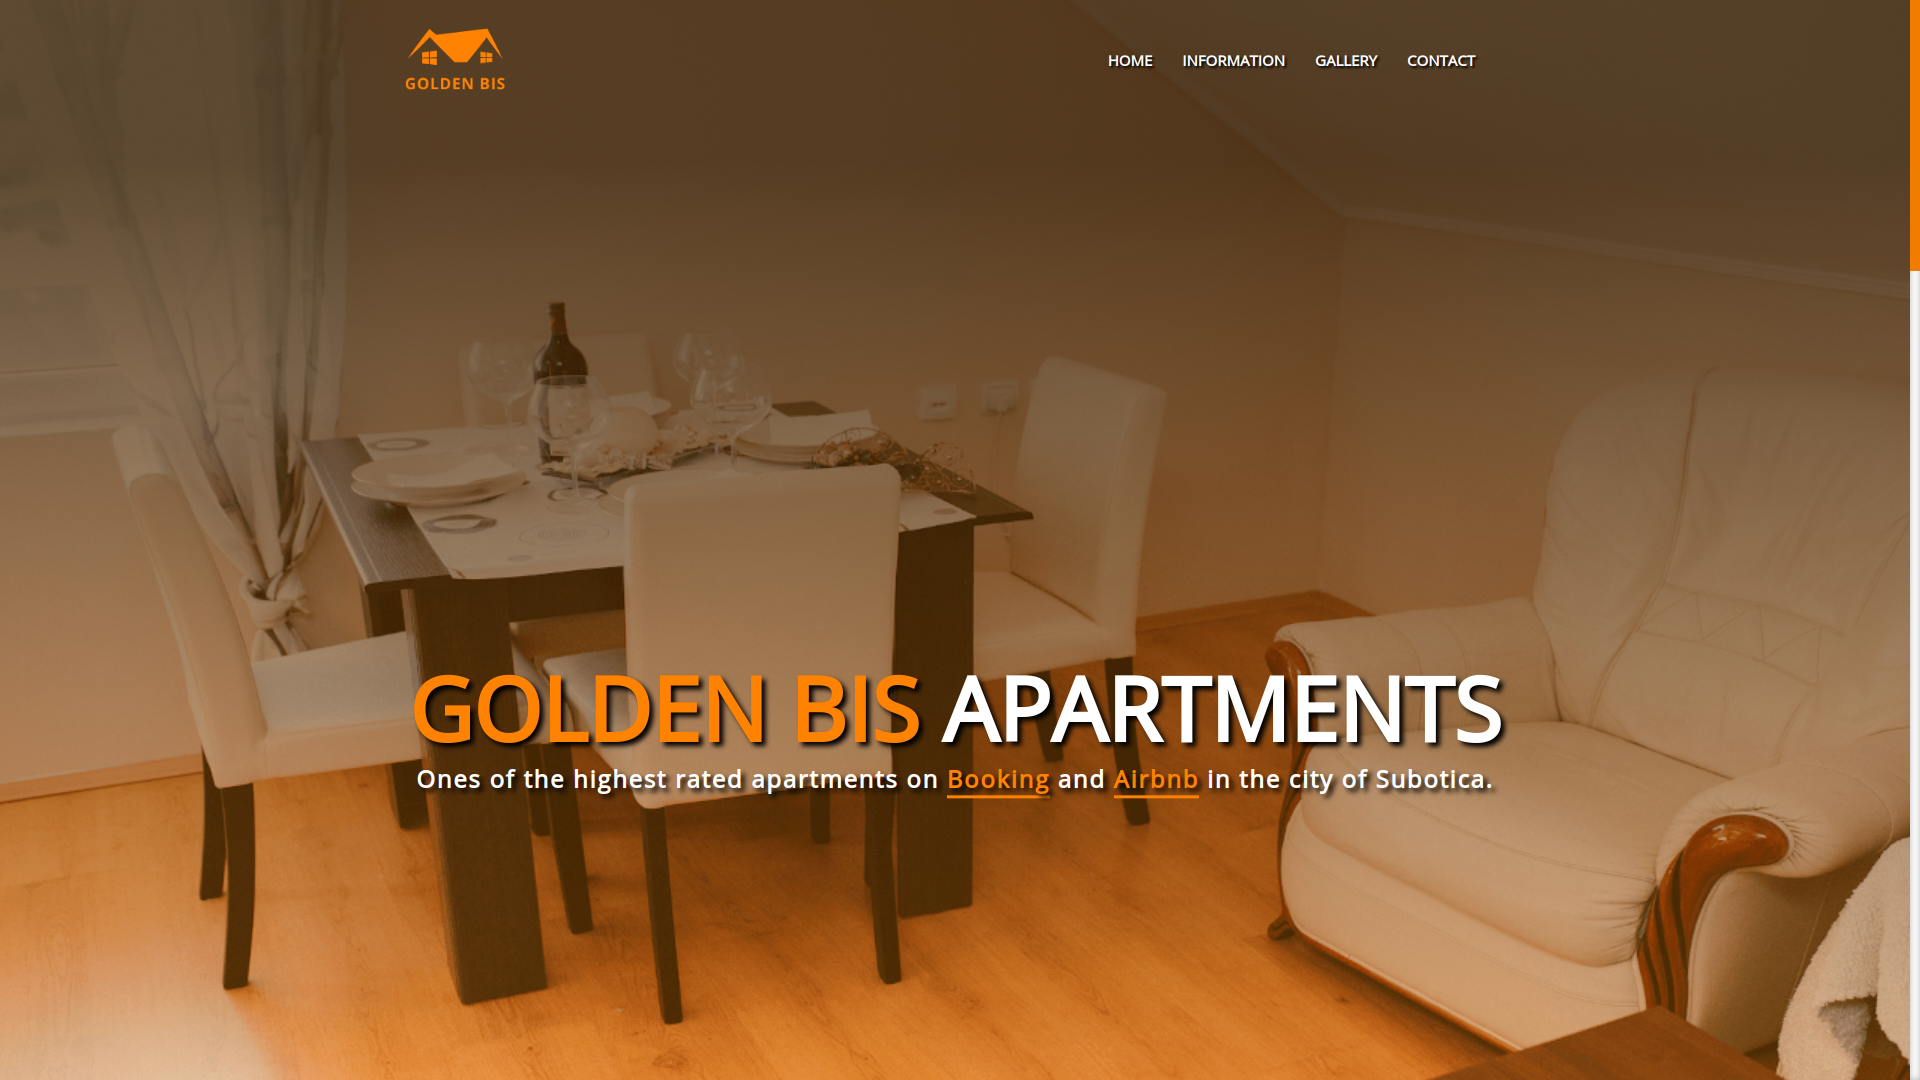 GOLDEN BIS
HOME INFORMATION GALLERY CONTACT
GOLDEN BIS APARTMENTS
Ones of the highest rated apartments on Booking and Airbnb in the city of Subotica.